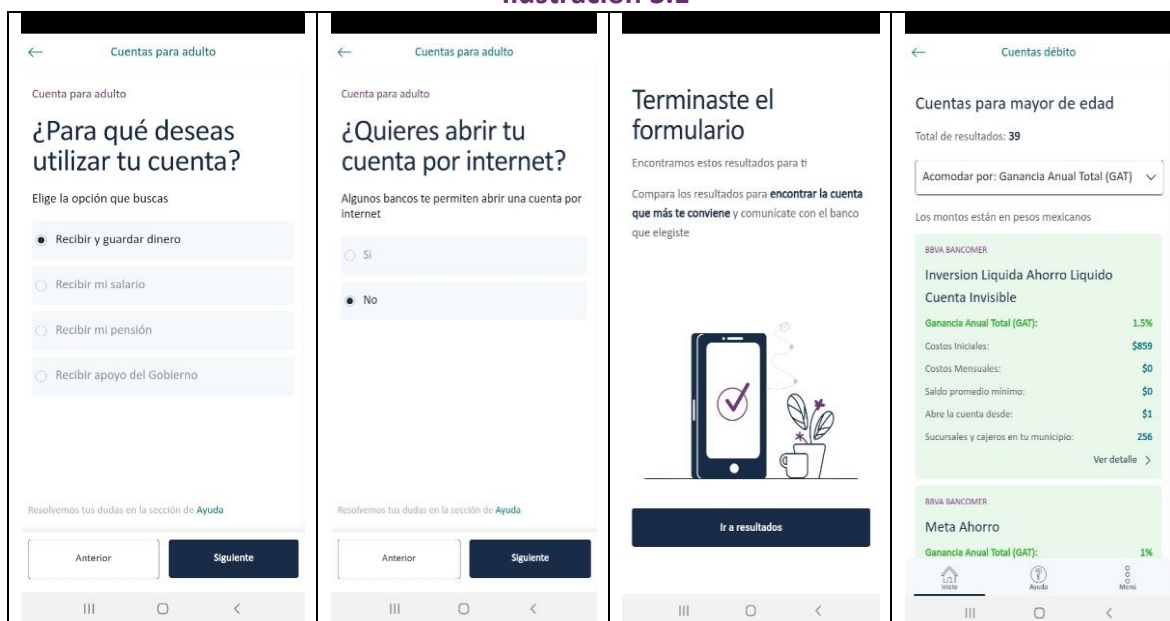 Ilustración 3.2
Cuentas para adulto
Cuenta para adulto
¿Para qué deseas
utilizar tu cuenta?
Elige la opción que buscas
Recibir y guardar dinero
Recibir mi salario
Recibir mi pensión
Recibir apoyo del Gobierno
Resolvemos tus dudas en la sección de Ayuda
Anterior
Siguiente
Cuentas para adulto
Cuenta para adulto
¿Quieres abrir tu
cuenta por internet?
Algunos bancos te permiten abrir una cuenta por
internet
Si
No
Resolvemos tus dudas en la sección de Ayuda
Anterior
Siguiente
Terminaste el
formulario
Encontramos estos resultados para ti
Compara los resultados para encontrar la cuenta
que más te conviene y comunícate con el banco
que elegiste
Ir a resultados
Cuentas débito
Cuentas para mayor de edad
Total de resultados: 39
Acomodar por: Ganancia Anual Total (GAT)
Los montos están en pesos mexicanos
BBVA BANCOMER
Inversion Liquida Ahorro Liquido
Cuenta Invisible
Ganancia Anual Total (GAT): 1.5%
Costos Iniciales: $859
Costos Mensuales: $0
Saldo promedio mínimo: $0
Abre la cuenta desde: $1
Sucursales y cajeros en tu municipio: 256
Ver detalle
BBVA BANCOMER
Meta Ahorro
Ganancia Anual Total (GAT): 1%
Inicio
Ayuda
Menú